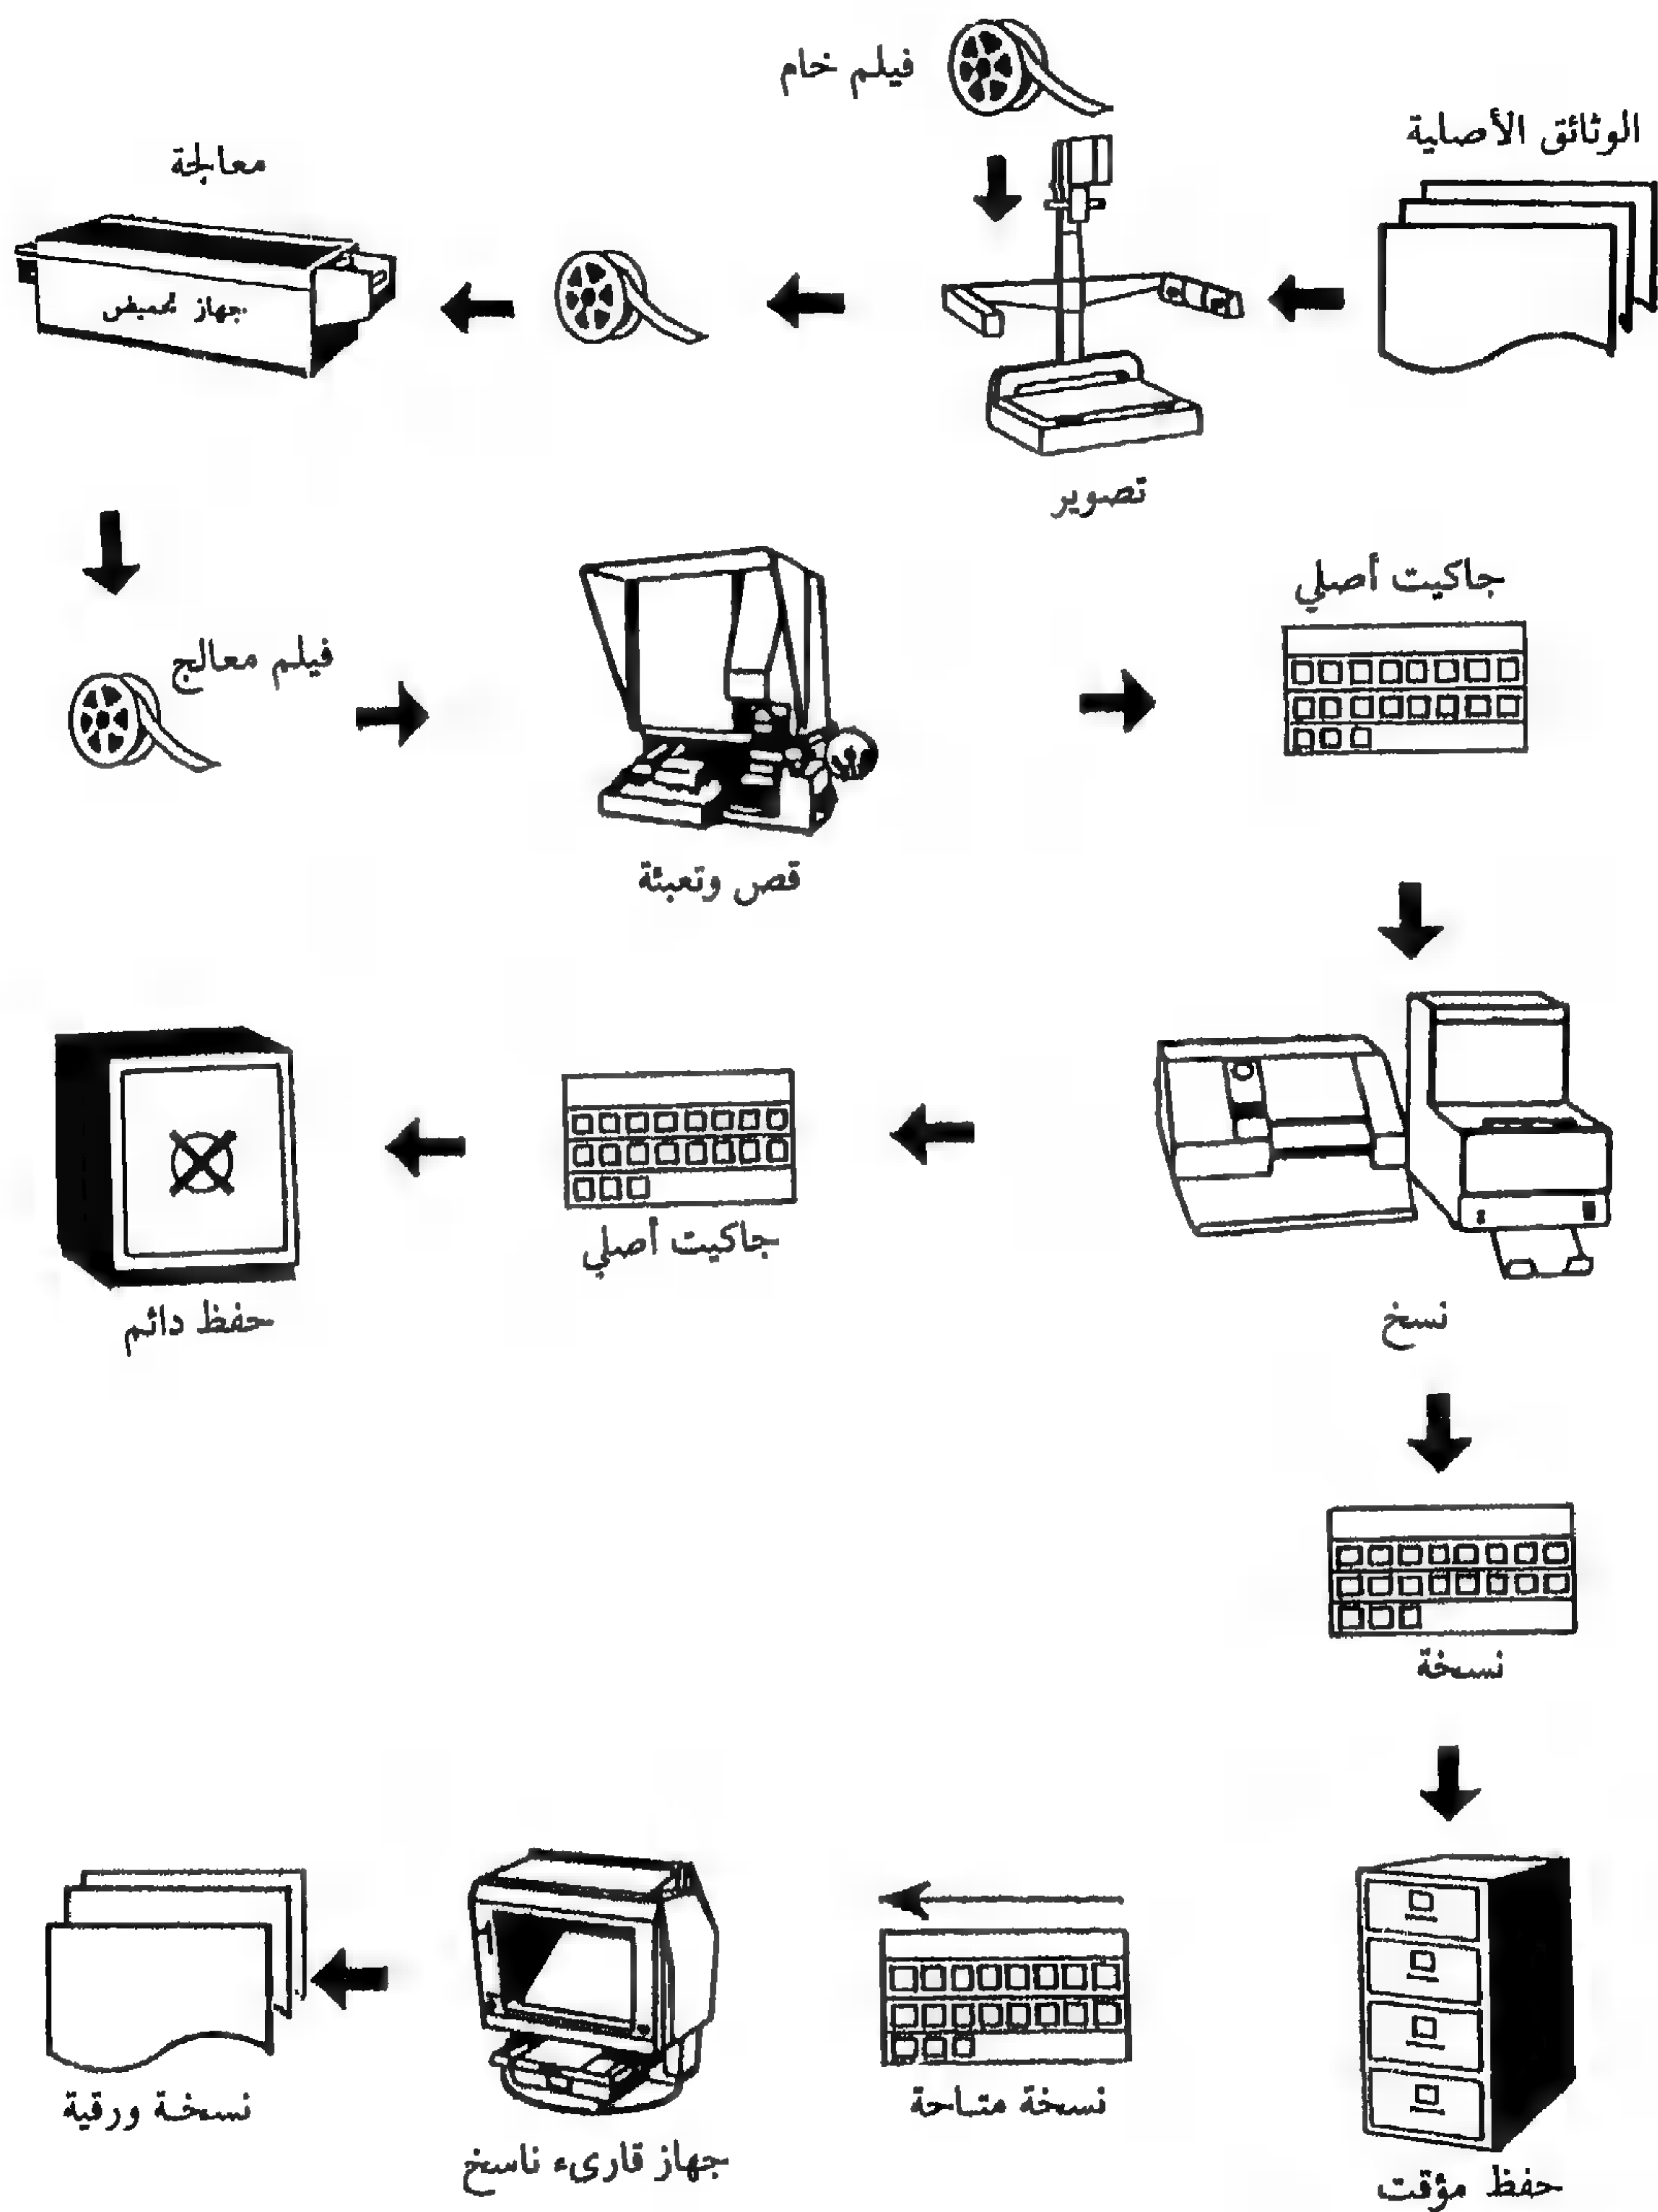 فيلم خام
الوثائق الأصلية
معالجة
جهاز تحميض
تصوير
جاكيت أصلي
فيلم معالج
قص وتعبئة
جاكيت أصلي
حفظ دائم
نسخ
نسخة
نسخة متاحة
نسخة ورقية
جهاز قارىء ناسخ
حفظ مؤقت